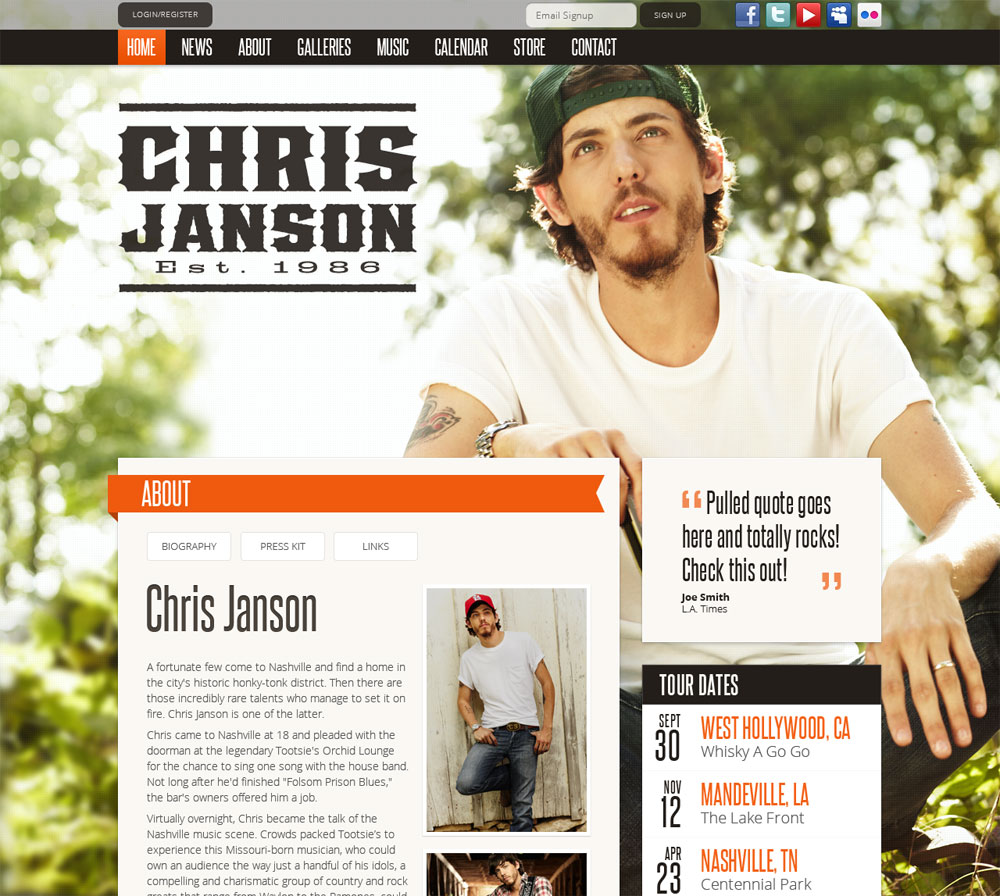 LOGIN/REGISTER
Email Signup
SIGN UP
HOME NEWS ABOUT GALLERIES MUSIC CALENDAR STORE CONTACT
CHRIS
JANSON
Est. 1986
ABOUT
BIOGRAPHY PRESS KIT LINKS
Chris Janson
A fortunate few come to Nashville and find a home in
the city's historic honky-tonk district. Then there are
those incredibly rare talents who manage to set it on
fire. Chris Janson is one of the latter.
Chris came to Nashville at 18 and pleaded with the
doorman at the legendary Tootsie's Orchid Lounge
for the chance to sing one song with the house band.
Not long after he'd finished "Folsom Prison Blues,"
the bar's owners offered him a job.
Virtually overnight, Chris became the talk of the
Nashville music scene. Crowds packed Tootsie's to
experience this Missouri-born musician, who could
own an audience the way just a handful of his idols, a
compelling and charismatic group of country and rock
greats that range from Waylon to the Ramones, could
“ Pulled quote goes
here and totally rocks!
Check this out! ”
Joe Smith
L.A. Times
TOUR DATES
SEPT
30
WEST HOLLYWOOD, CA
Whisky A Go Go
NOV
12
MANDEVILLE, LA
The Lake Front
APR
23
NASHVILLE, TN
Centennial Park